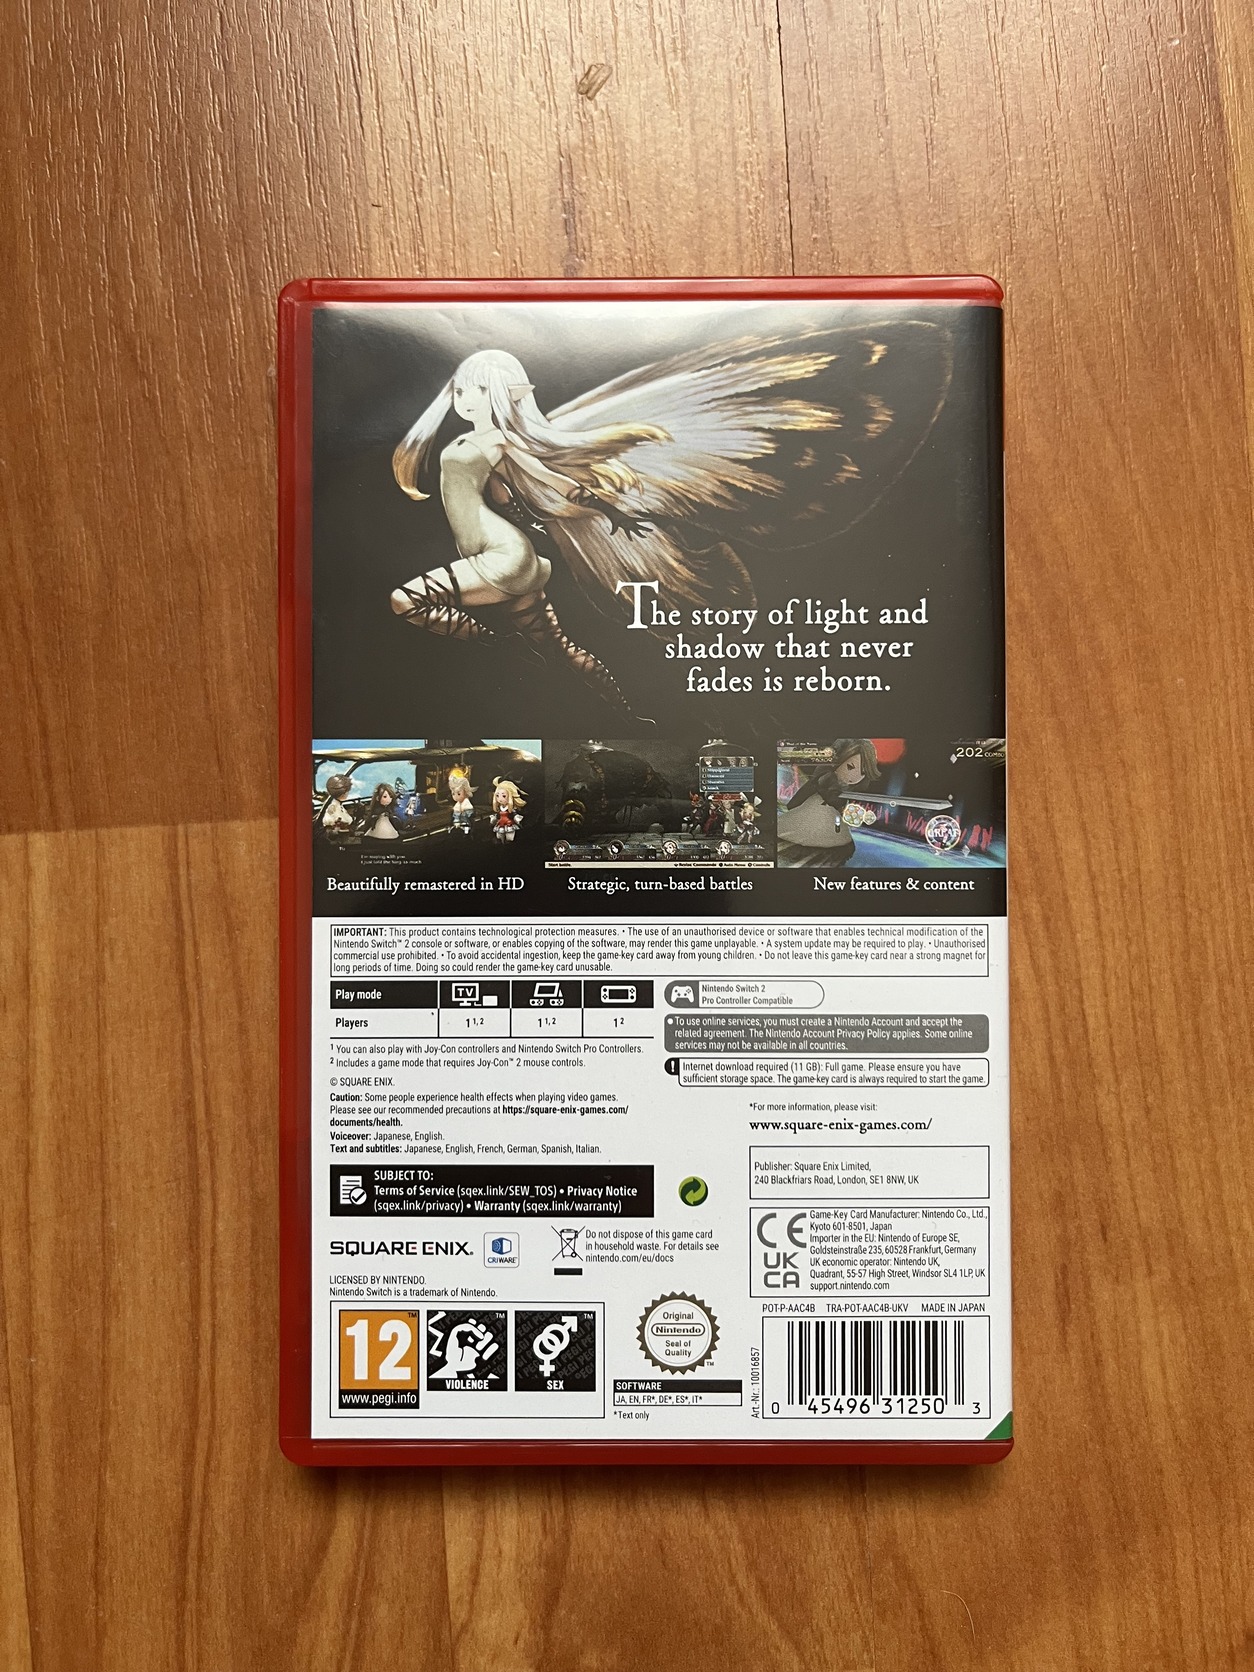 The story of light and
shadow that never
fades is reborn.
202 COMBO
GREAT
Beautifully remastered in HD
Strategic, turn-based battles
New features & content
IMPORTANT: This product contains technological protection measures. • The use of an unauthorised device or software that enables technical modification of the
Nintendo Switch™ 2 console or software, or enables copying of the software, may render this game unplayable. • A system update may be required to play. • Unauthorised
commercial use prohibited. • To avoid accidental ingestion, keep the game-key card away from young children. • Do not leave this game-key card near a strong magnet for
long periods of time. Doing so could render the game-key card unusable.
Play mode TV
Players 1 1, 2 1 1, 2 1 2
1 You can also play with Joy-Con controllers and Nintendo Switch Pro Controllers.
2 Includes a game mode that requires Joy-Con™ 2 mouse controls.
Nintendo Switch 2
Pro Controller Compatible
• To use online services, you must create a Nintendo Account and accept the
related agreement. The Nintendo Account Privacy Policy applies. Some online
services may not be available in all countries.
! Internet download required (11 GB): Full game. Please ensure you have
sufficient storage space. The game-key card is always required to start the game.
© SQUARE ENIX.
Caution: Some people experience health effects when playing video games.
Please see our recommended precautions at https://square-enix-games.com/
documents/health.
Voiceover: Japanese, English.
Text and subtitles: Japanese, English, French, German, Spanish, Italian.
*For more information, please visit:
www.square-enix-games.com/
SUBJECT TO:
Terms of Service (sqex.link/SEW_TOS) • Privacy Notice
(sqex.link/privacy) • Warranty (sqex.link/warranty)
Publisher: Square Enix Limited,
240 Blackfriars Road, London, SE1 8NW, UK
SQUARE ENIX.
CRIWARE™
Do not dispose of this game card
in household waste. For details see
nintendo.com/eu/docs
CE
UK
CA
Game-Key Card Manufacturer: Nintendo Co., Ltd.,
Kyoto 601-8501, Japan
Importer in the EU: Nintendo of Europe SE,
Goldsteinstraße 235, 60528 Frankfurt, Germany
UK economic operator: Nintendo UK,
Quadrant, 55-57 High Street, Windsor SL4 1LP, UK
support.nintendo.com
LICENSED BY NINTENDO.
Nintendo Switch is a trademark of Nintendo.
POT-P-AAC4B TRA-POT-AAC4B-UKV MADE IN JAPAN
12 ™
www.pegi.info
VIOLENCE ™
SEX ™
Original
Nintendo
Seal of
Quality
™
SOFTWARE
JA, EN, FR*, DE*, ES*, IT*
*Text only
Art.-Nr.: 10016857
0 45496 31250 3